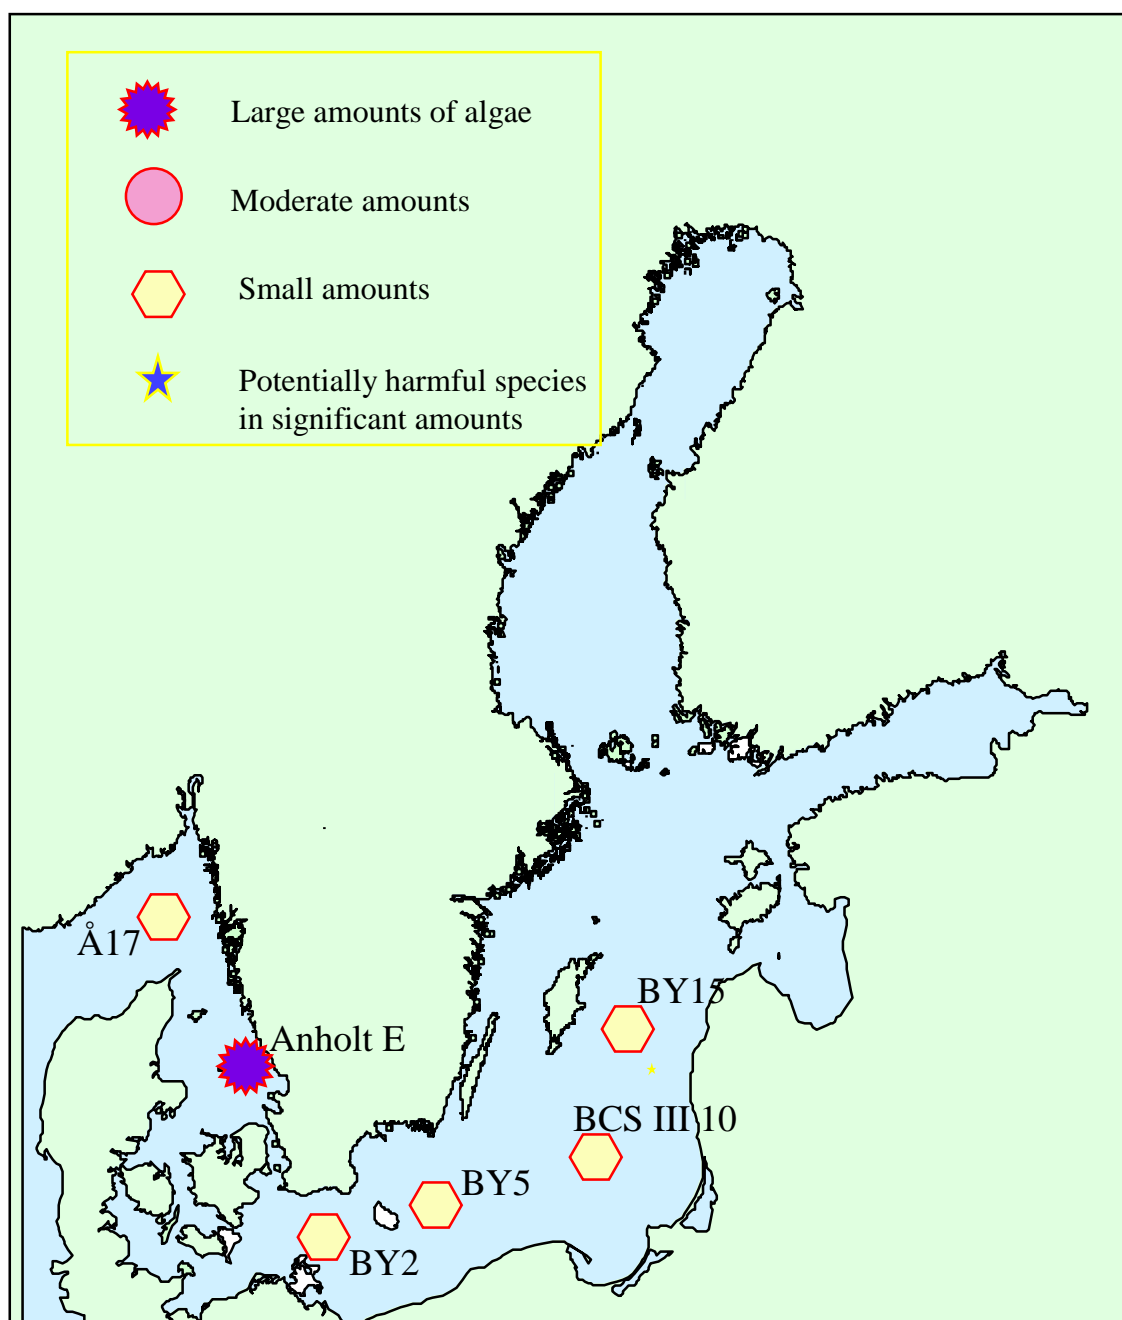 Large amounts of algae
Moderate amounts
Small amounts
Potentially harmful species
in significant amounts
Å17
BY15
Anholt E
BCS III 10
BY5
BY2